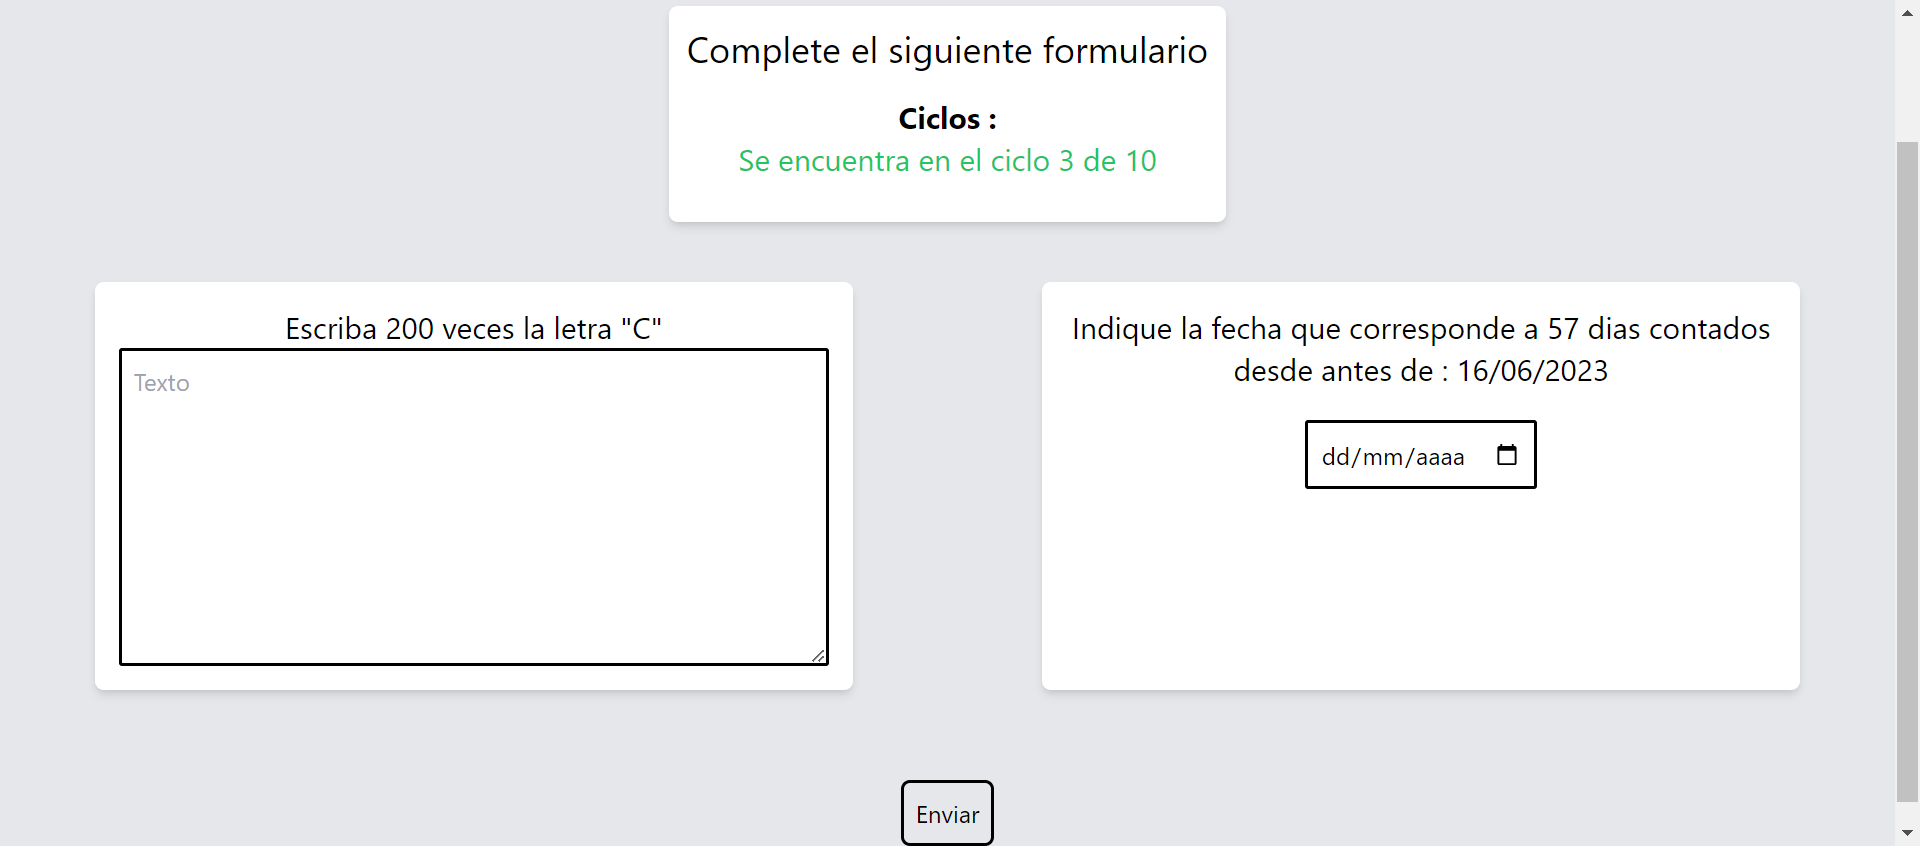 Complete el siguiente formulario
Ciclos :
Se encuentra en el ciclo 3 de 10
Escriba 200 veces la letra "C"
Texto
Indique la fecha que corresponde a 57 dias contados
desde antes de : 16/06/2023
dd/mm/aaaa
Enviar